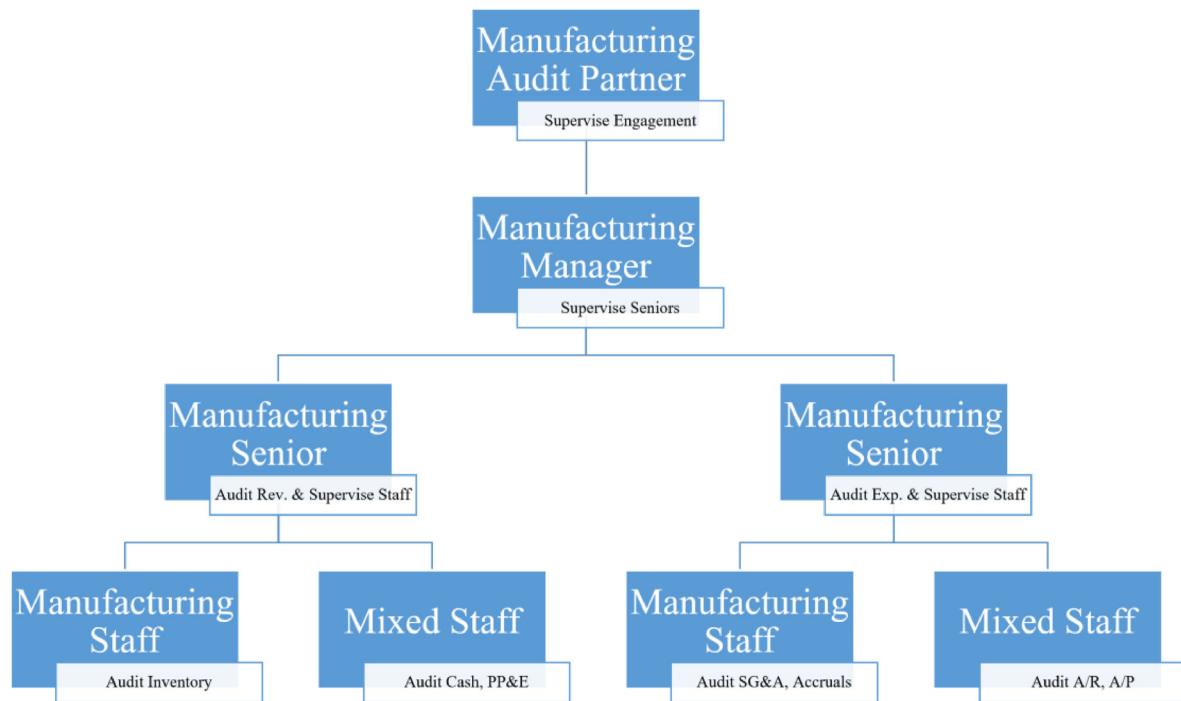 Manufacturing
Audit Partner
Supervise Engagement
Manufacturing
Manager
Supervise Seniors
Manufacturing
Senior
Audit Rev. & Supervise Staff
Manufacturing
Senior
Audit Exp. & Supervise Staff
Manufacturing
Staff
Audit Inventory
Mixed Staff
Audit Cash, PP&E
Manufacturing
Staff
Audit SG&A, Accruals
Mixed Staff
Audit A/R, A/P